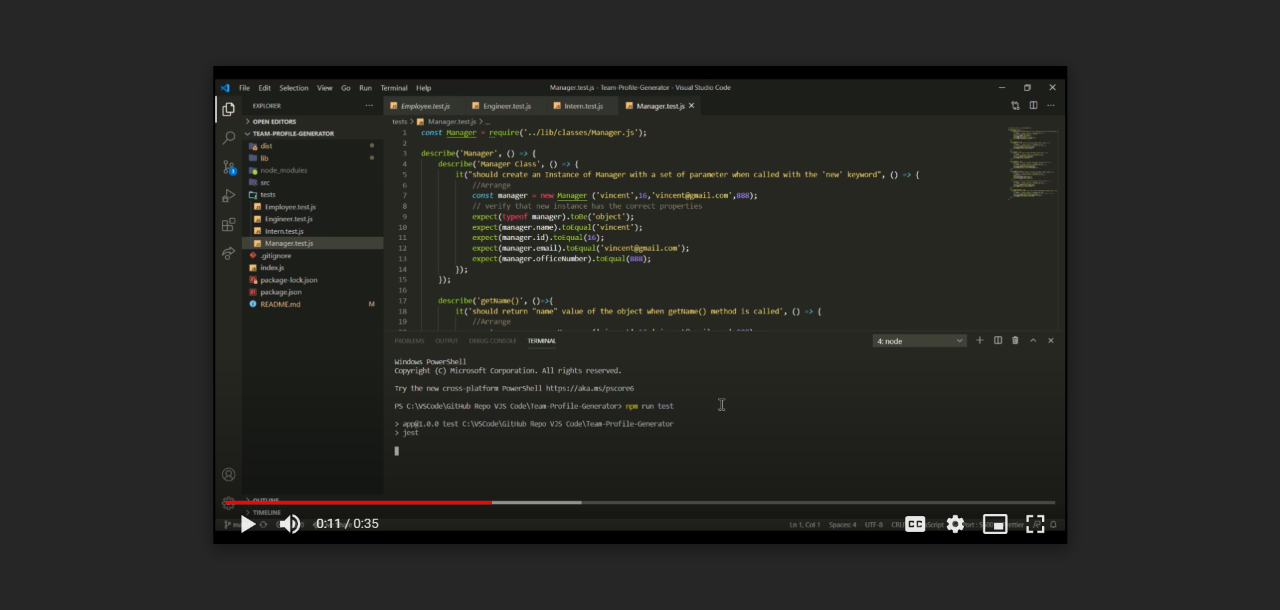 File Edit Selection View Go Run Terminal Help
Manager.test.js - Team-Profile-Generator - Visual Studio Code
EXPLORER
OPEN EDITORS
TEAM-PROFILE-GENERATOR
dist
lib
node_modules
src
tests
Employee.test.js
Engineer.test.js
Intern.test.js
Manager.test.js
.gitignore
index.js
package-lock.json
package.json
README.md M
OUTLINE
TIMELINE
Employee.test.js Engineer.test.js Intern.test.js Manager.test.js
tests > Manager.test.js > ...
1 const Manager = require('../lib/classes/Manager.js');
2
3 describe('Manager', () => {
4 describe('Manager Class', () => {
5 it("should create an Instance of Manager with a set of parameter when called with the 'new' keyword", () => {
6 //Arrange
7 const manager = new Manager ('vincent',16,'vincent@gmail.com',888);
8 // verify that new instance has the correct properties
9 expect(typeof manager).toBe('object');
10 expect(manager.name).toEqual('vincent');
11 expect(manager.id).toEqual(16);
12 expect(manager.email).toEqual('vincent@gmail.com');
13 expect(manager.officeNumber).toEqual(888);
14 });
15 });
16
17 describe('getName()', ()=>{
18 it('should return "name" value of the object when getName() method is called', () => {
19 //Arrange
PROBLEMS OUTPUT DEBUG CONSOLE TERMINAL
4: node
Windows PowerShell
Copyright (C) Microsoft Corporation. All rights reserved.
Try the new cross-platform PowerShell https://aka.ms/pscore6
PS C:\VSCode\GitHub Repo VJS Code\Team-Profile-Generator> npm run test
> app@1.0.0 test C:\VSCode\GitHub Repo VJS Code\Team-Profile-Generator
> jest
0:11 / 0:35
Ln 1, Col 1 Spaces: 4 UTF-8
CC